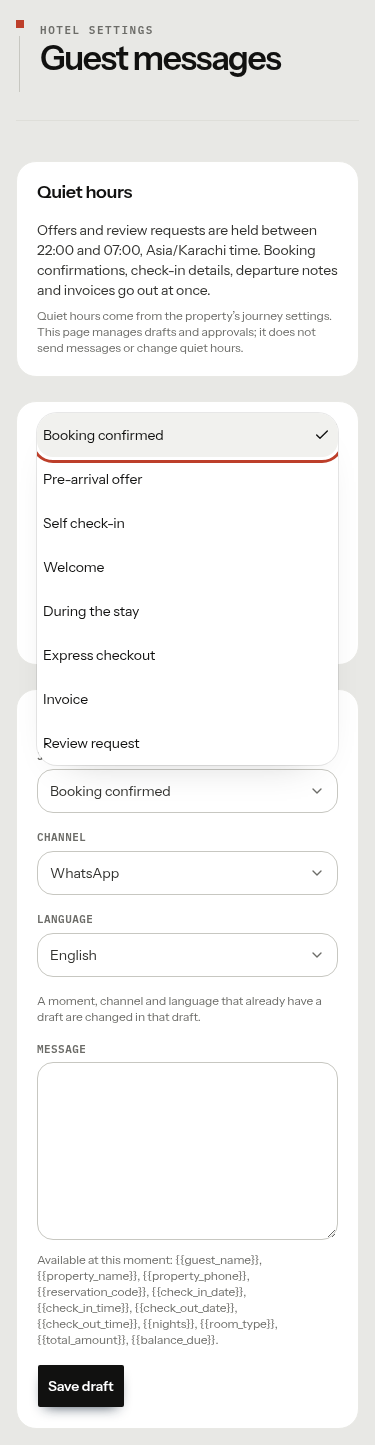 HOTEL SETTINGS
Guest messages
Quiet hours
Offers and review requests are held between
22:00 and 07:00, Asia/Karachi time. Booking
confirmations, check-in details, departure notes
and invoices go out at once.
Quiet hours come from the property's journey settings.
This page manages drafts and approvals; it does not
send messages or change quiet hours.
Booking confirmed
Pre-arrival offer
Self check-in
Welcome
During the stay
Express checkout
Invoice
Review request
Booking confirmed
CHANNEL
WhatsApp
LANGUAGE
English
A moment, channel and language that already have a
draft are changed in that draft.
MESSAGE
Available at this moment: {{guest_name}},
{{property_name}}, {{property_phone}},
{{reservation_code}}, {{check_in_date}},
{{check_in_time}}, {{check_out_date}},
{{check_out_time}}, {{nights}}, {{room_type}},
{{total_amount}}, {{balance_due}}.
Save draft